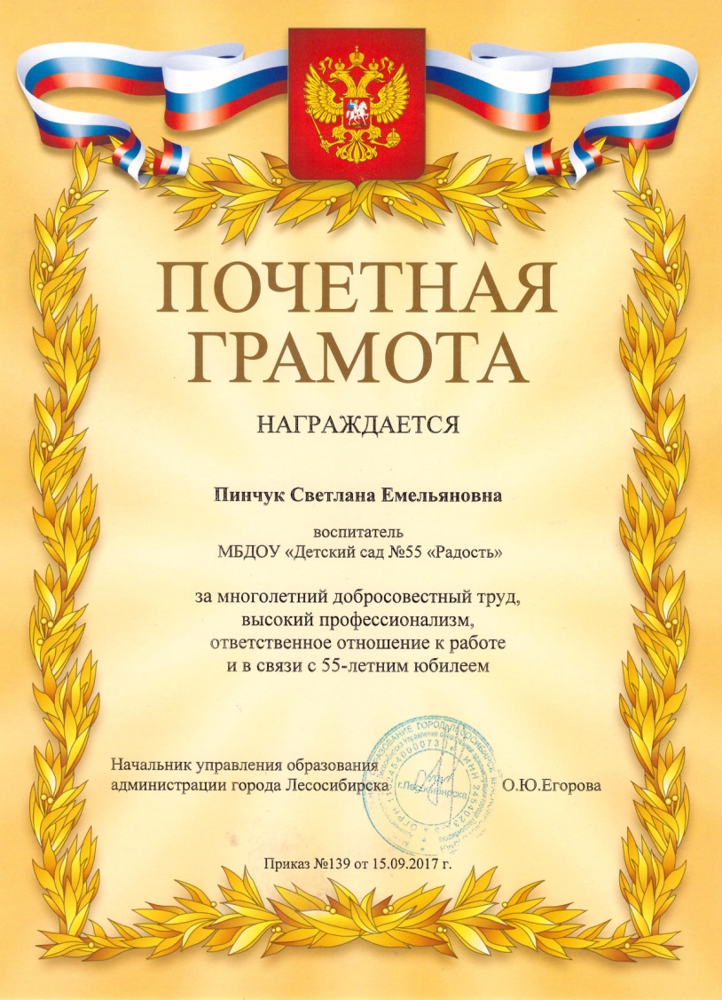 ПОЧЕТНАЯ
ГРАМОТА
НАГРАЖДАЕТСЯ
Пинчук Светлана Емельяновна
воспитатель
МБДОУ «Детский сад №55 «Радость»
за многолетний добросовестный труд,
высокий профессионализм,
ответственное отношение к работе
и в связи с 55-летним юбилеем
Начальник управления образования
администрации города Лесосибирска
О.Ю.Егорова
г.Лесосибирска
Приказ №139 от 15.09.2017 г.